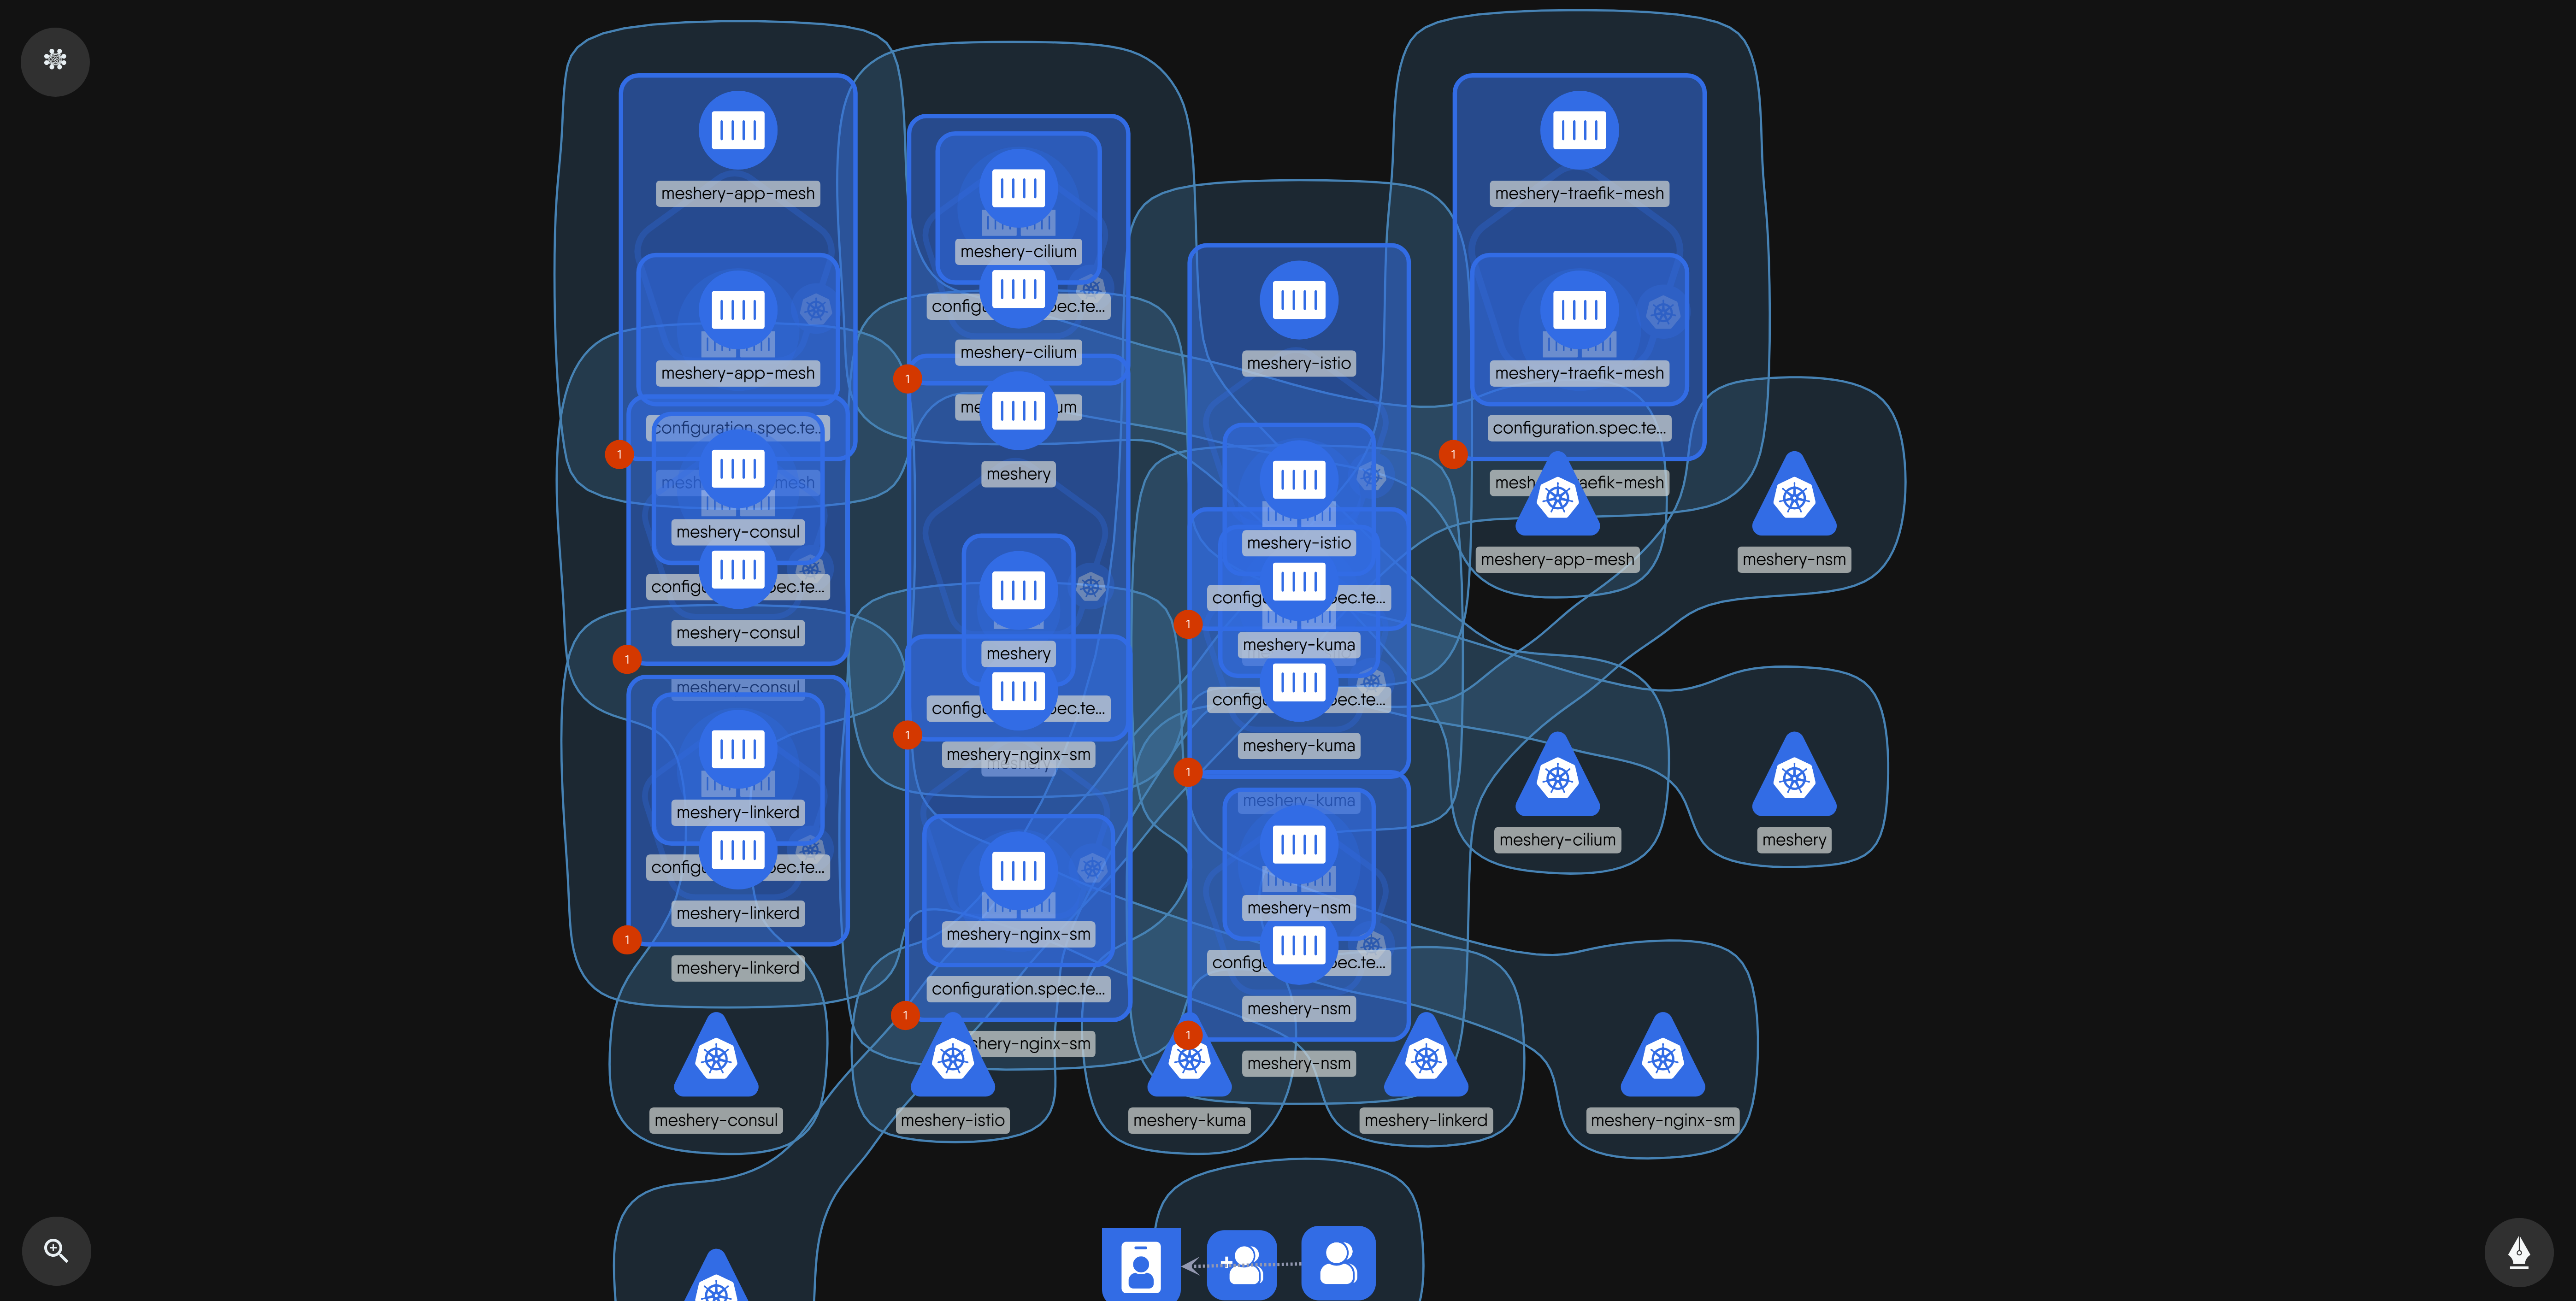 meshery-app-mesh
meshery-app-mesh
configuration.spec.te...
mesh mesh
1
meshery-consul
config pec.te...
meshery-consul
1
meshery-consul
meshery-linkerd
config pec.te...
meshery-linkerd
1
meshery-linkerd
meshery-cilium
config pec.te...
meshery-cilium
1
me um
meshery
meshery
config pec.te...
1
meshery-nginx-sm
meshery
meshery-nginx-sm
configuration.spec.te...
1
shery-nginx-sm
meshery-istio
meshery-istio
config pec.te...
1
meshery-kuma
config pec.te...
meshery-kuma
1
meshery-kuma
meshery-nsm
config pec.te...
meshery-nsm
1
meshery-nsm
meshery-traefik-mesh
meshery-traefik-mesh
configuration.spec.te...
1
mesh aefik-mesh
meshery-app-mesh
meshery-nsm
meshery-cilium
meshery
meshery-consul
meshery-istio
meshery-kuma
meshery-linkerd
meshery-nginx-sm